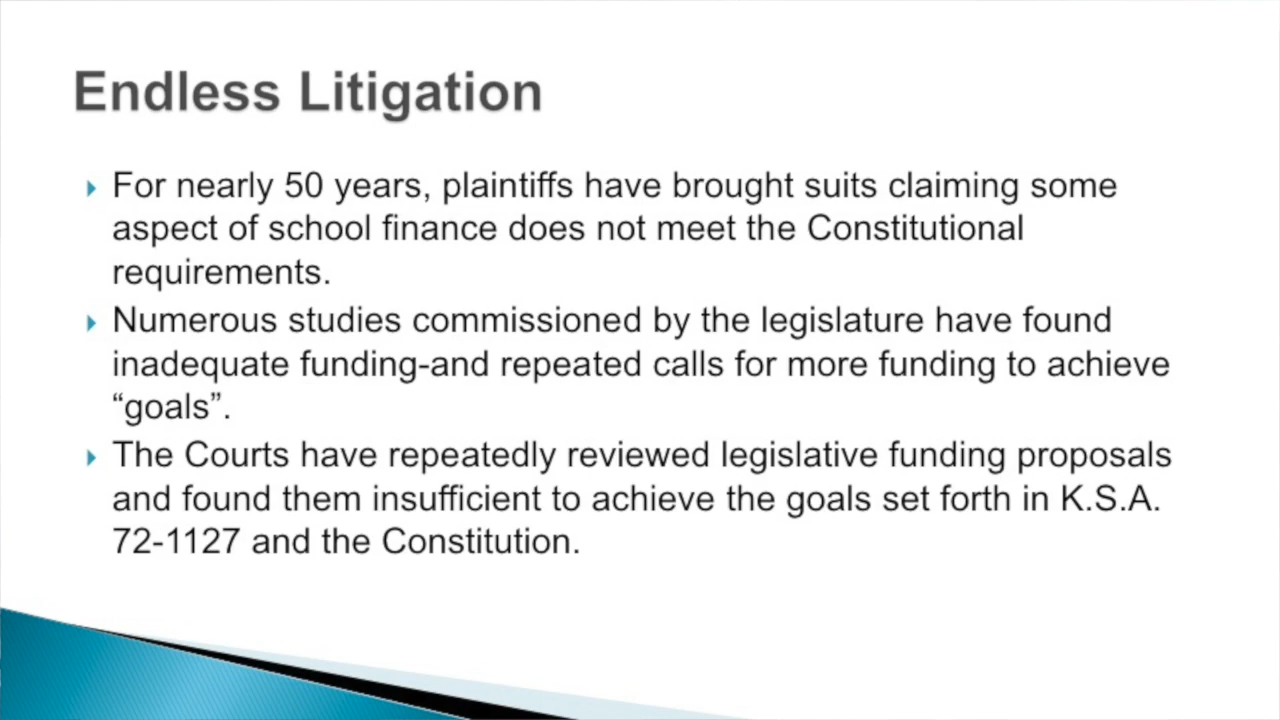 Endless Litigation
For nearly 50 years, plaintiffs have brought suits claiming some
aspect of school finance does not meet the Constitutional
requirements.
Numerous studies commissioned by the legislature have found
inadequate funding-and repeated calls for more funding to achieve
“goals”.
The Courts have repeatedly reviewed legislative funding proposals
and found them insufficient to achieve the goals set forth in K.S.A.
72-1127 and the Constitution.